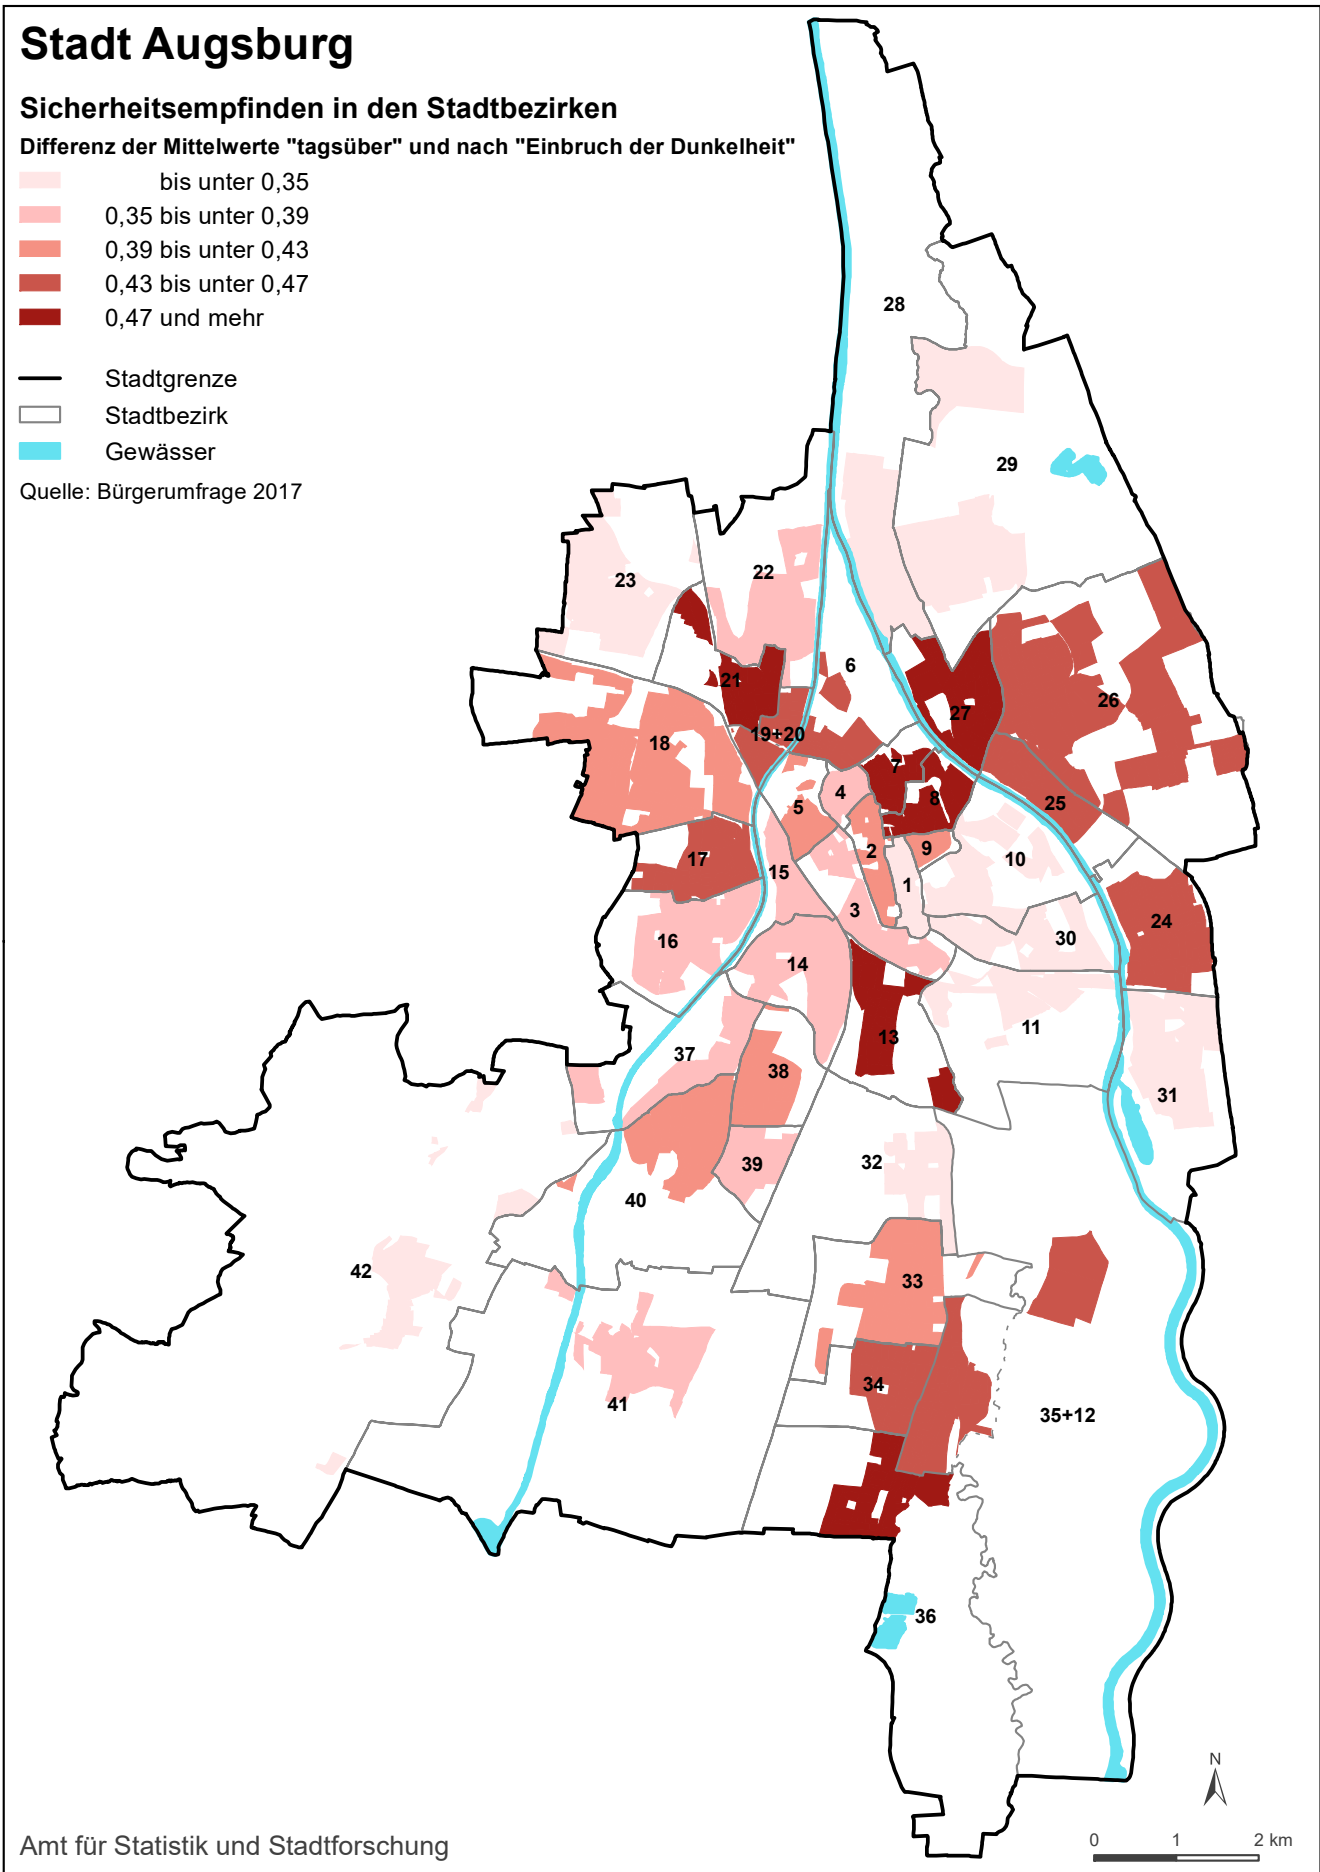 Stadt Augsburg
Sicherheitsempfinden in den Stadtbezirken
Differenz der Mittelwerte "tagsüber" und nach "Einbruch der Dunkelheit"
bis unter 0,35
0,35 bis unter 0,39
0,39 bis unter 0,43
0,43 bis unter 0,47
0,47 und mehr
Stadtgrenze
Stadtbezirk
Gewässer
Quelle: Bürgerumfrage 2017
28
29
23
22
6
21
26
27
18
19+20
7
4
8
25
5
2
9
17
10
15
1
3
24
16
30
14
11
13
37
38
31
32
39
40
42
33
34
41
35+12
36
N
0 1 2 km
Amt für Statistik und Stadtforschung